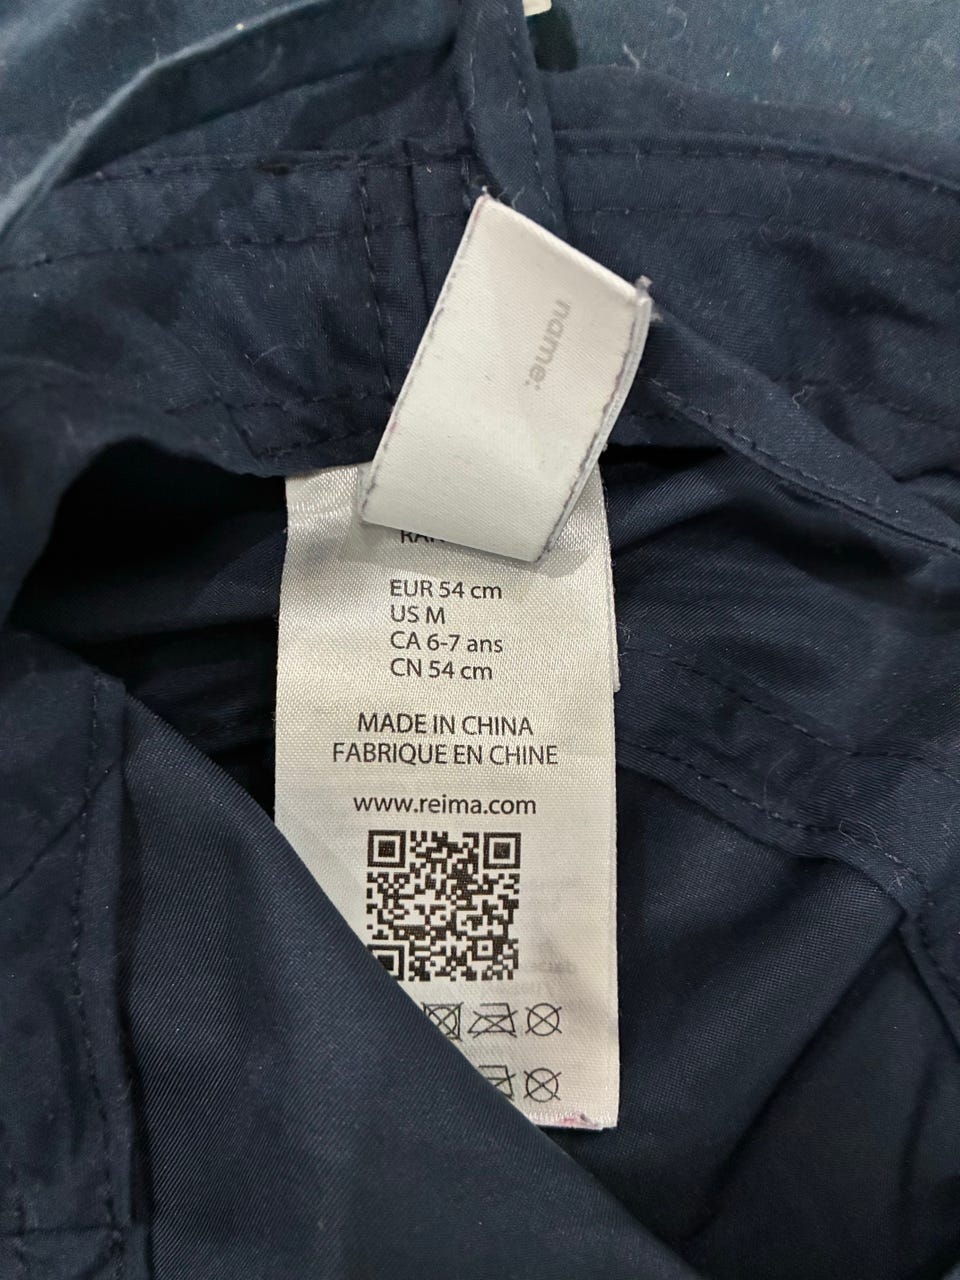 name:
EUR 54 cm
US M
CA 6-7 ans
CN 54 cm
MADE IN CHINA
FABRIQUE EN CHINE
www.reima.com